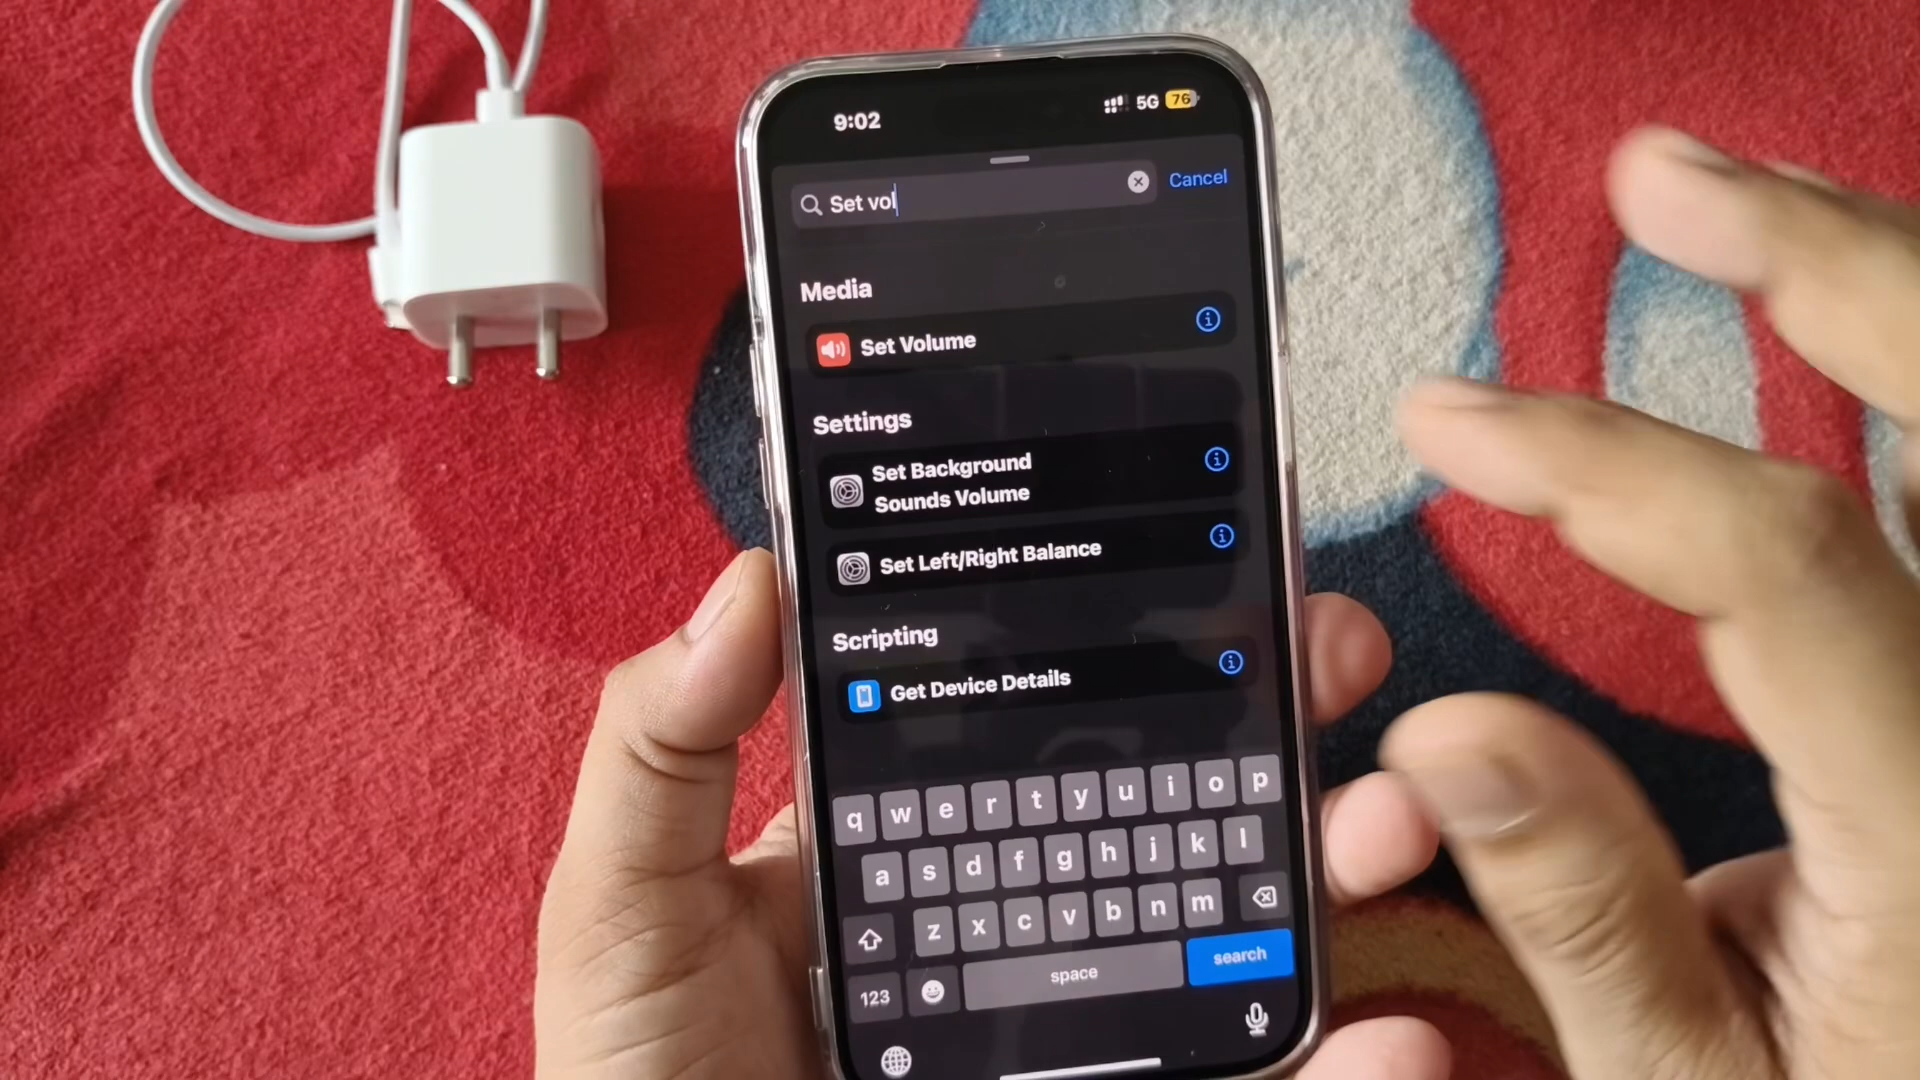 9:02
5G 76
Set vol
Cancel
Media
Set Volume
Settings
Set Background
Sounds Volume
Set Left/Right Balance
Scripting
Get Device Details
q w e r t y u i o p
a s d f g h j k l
z x c v b n m
123
space
search